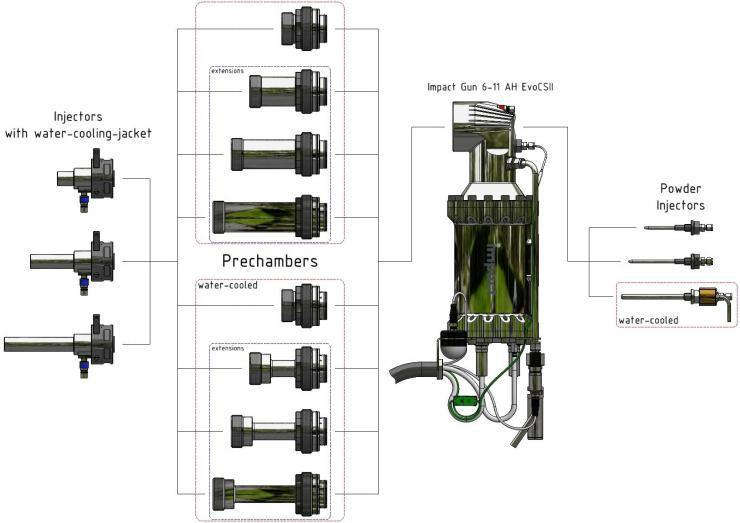 extensions
Impact Gun 6-11 AH EvoCSII
Injectors
with water-cooling-jacket
Powder
Injectors
Prechambers
water-cooled
impact
water-cooled
extensions